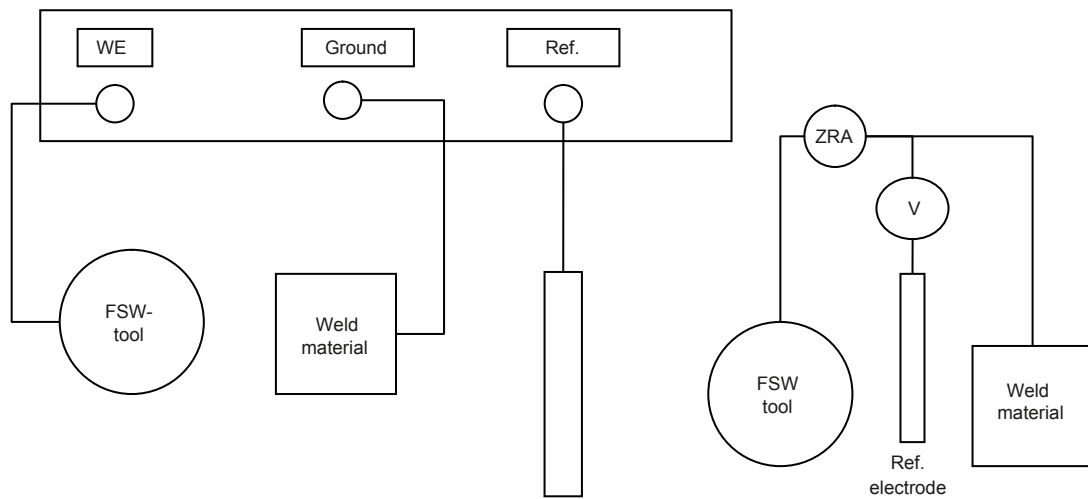 WE
Ground
Ref.
FSW-
tool
Weld
material
ZRA
V
FSW
tool
Ref.
electrode
Weld
material